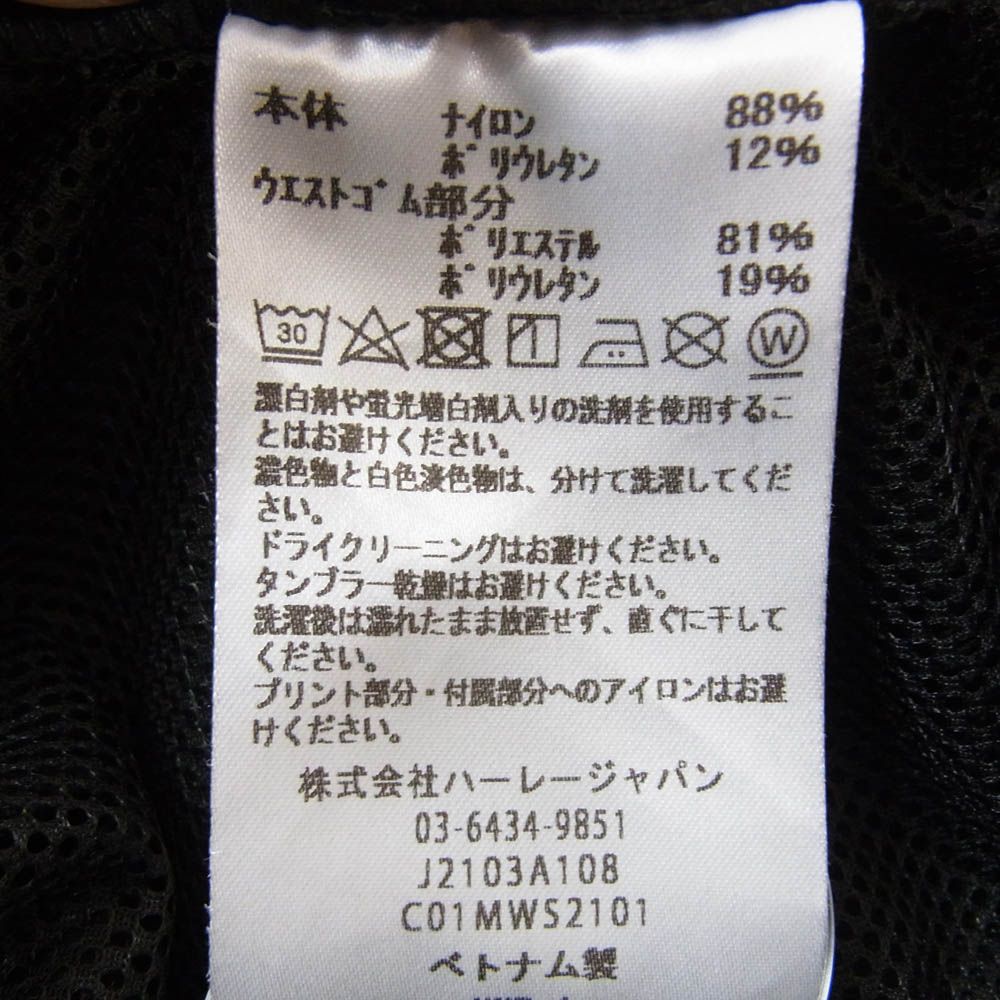 本体 ナイロン 88%
ポリウレタン 12%
ウエストゴム部分
ポリエステル 81%
ポリウレタン 19%
30 W
漂白剤や蛍光増白剤入りの洗剤を使用するこ
とはお避けください。
濃色物と白色淡色物は、分けて洗濯してくだ
さい。
ドライクリーニングはお避けください。
タンブラー乾燥はお避けください。
洗濯後は濡れたまま放置せず、直ぐに干して
ください。
プリント部分・付属部分へのアイロンはお避
けください。
株式会社ハーレージャパン
03-6434-9851
J2103A108
C01MWS2101
ベトナム製